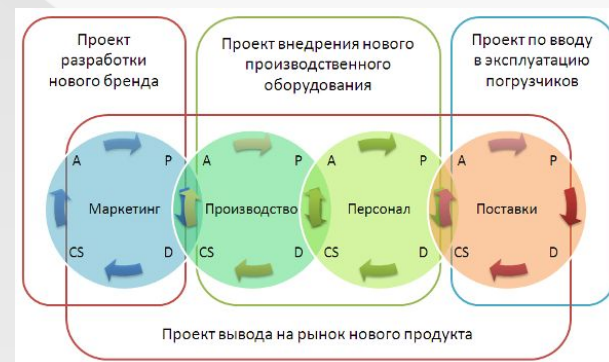 Проект
разработки
нового бренда
Проект внедрения нового
производственного
оборудования
Проект по вводу
в эксплуатацию
погрузчиков
A P A P A P A P
Маркетинг Производство Персонал Поставки
CS D CS D CS D CS D
Проект вывода на рынок нового продукта